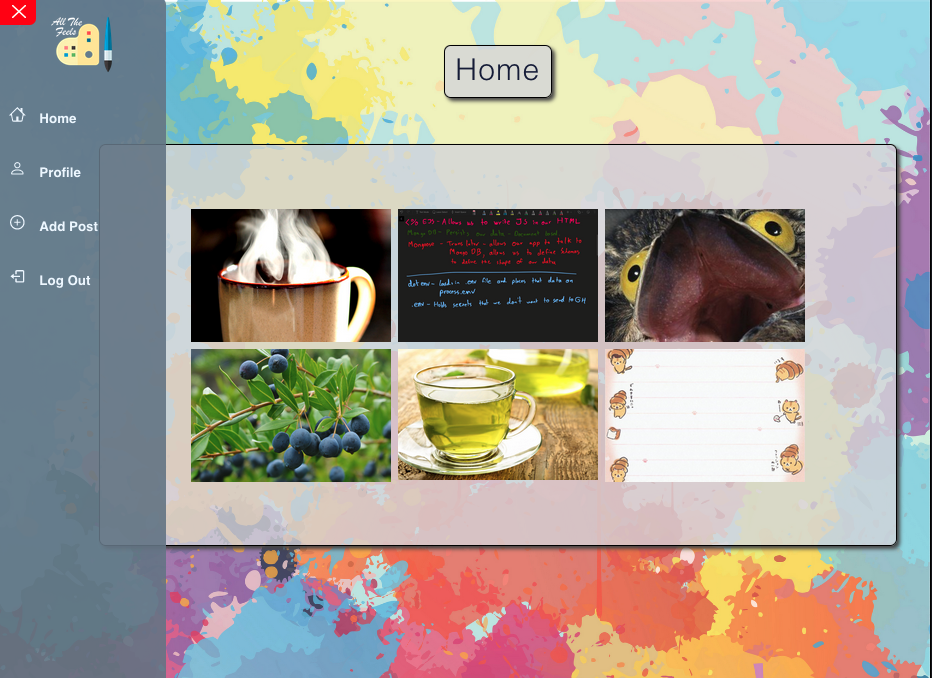 All The
Feels
Home
Home
Profile
Add Post
Log Out
EJS - Allows us to write JS in our HTML
Mongo DB - Persists our data - document based
Mongoose - Translator - allows our app to talk to
Mongo DB, allows us to define Schemas
to define the shape of our data
dotenv - loads in .env file and places that data on
process.env
.env - Holds secrets that we don't want to send to GH